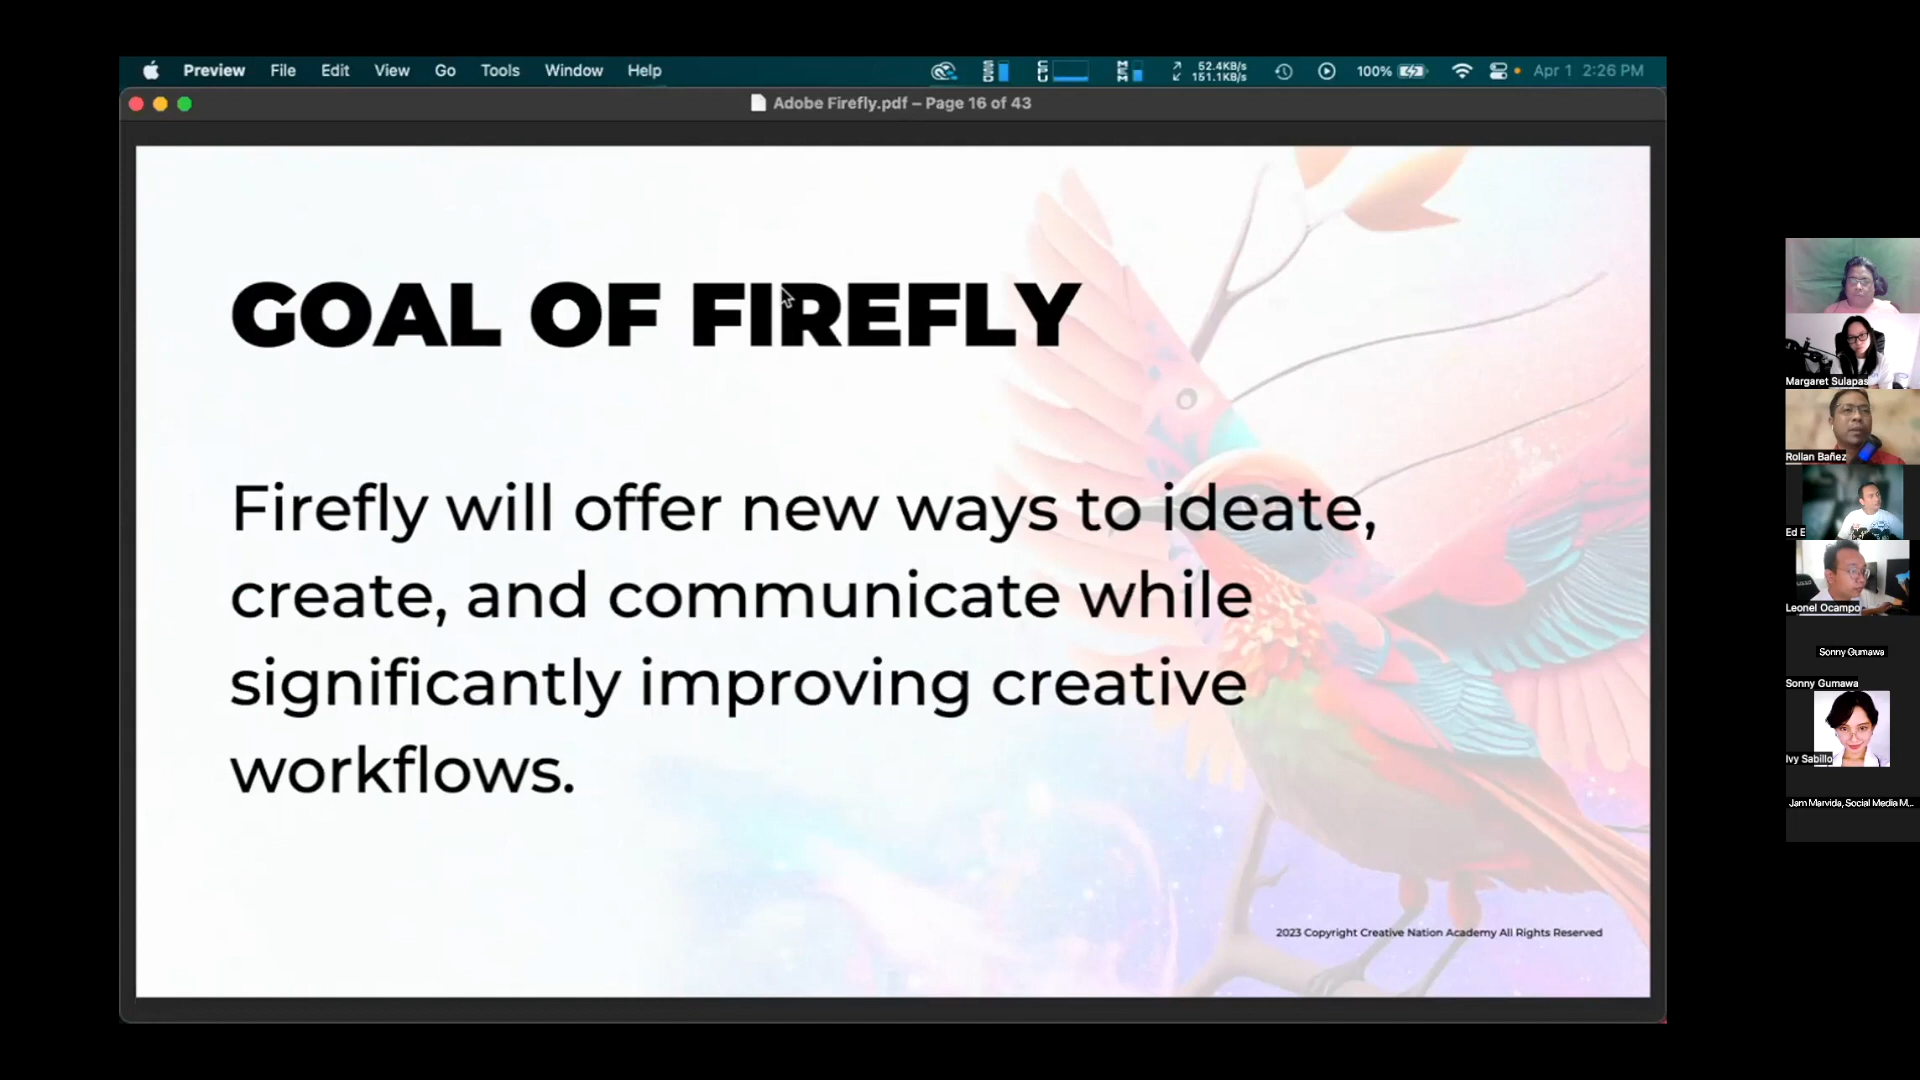 Preview File Edit View Go Tools Window Help
SSD CPU MEM 52.4KB/s 151.1KB/s 100% Apr 1 2:26 PM
Adobe Firefly.pdf – Page 16 of 43
GOAL OF FIREFLY
Firefly will offer new ways to ideate,
create, and communicate while
significantly improving creative
workflows.
2023 Copyright Creative Nation Academy All Rights Reserved
Margaret Sulapas
Rollan Bañez
Ed E
Leonel Ocampo
Sonny Gumawa
Sonny Gumawa
Ivy Sabillo
Jam Marvida, Social Media M...